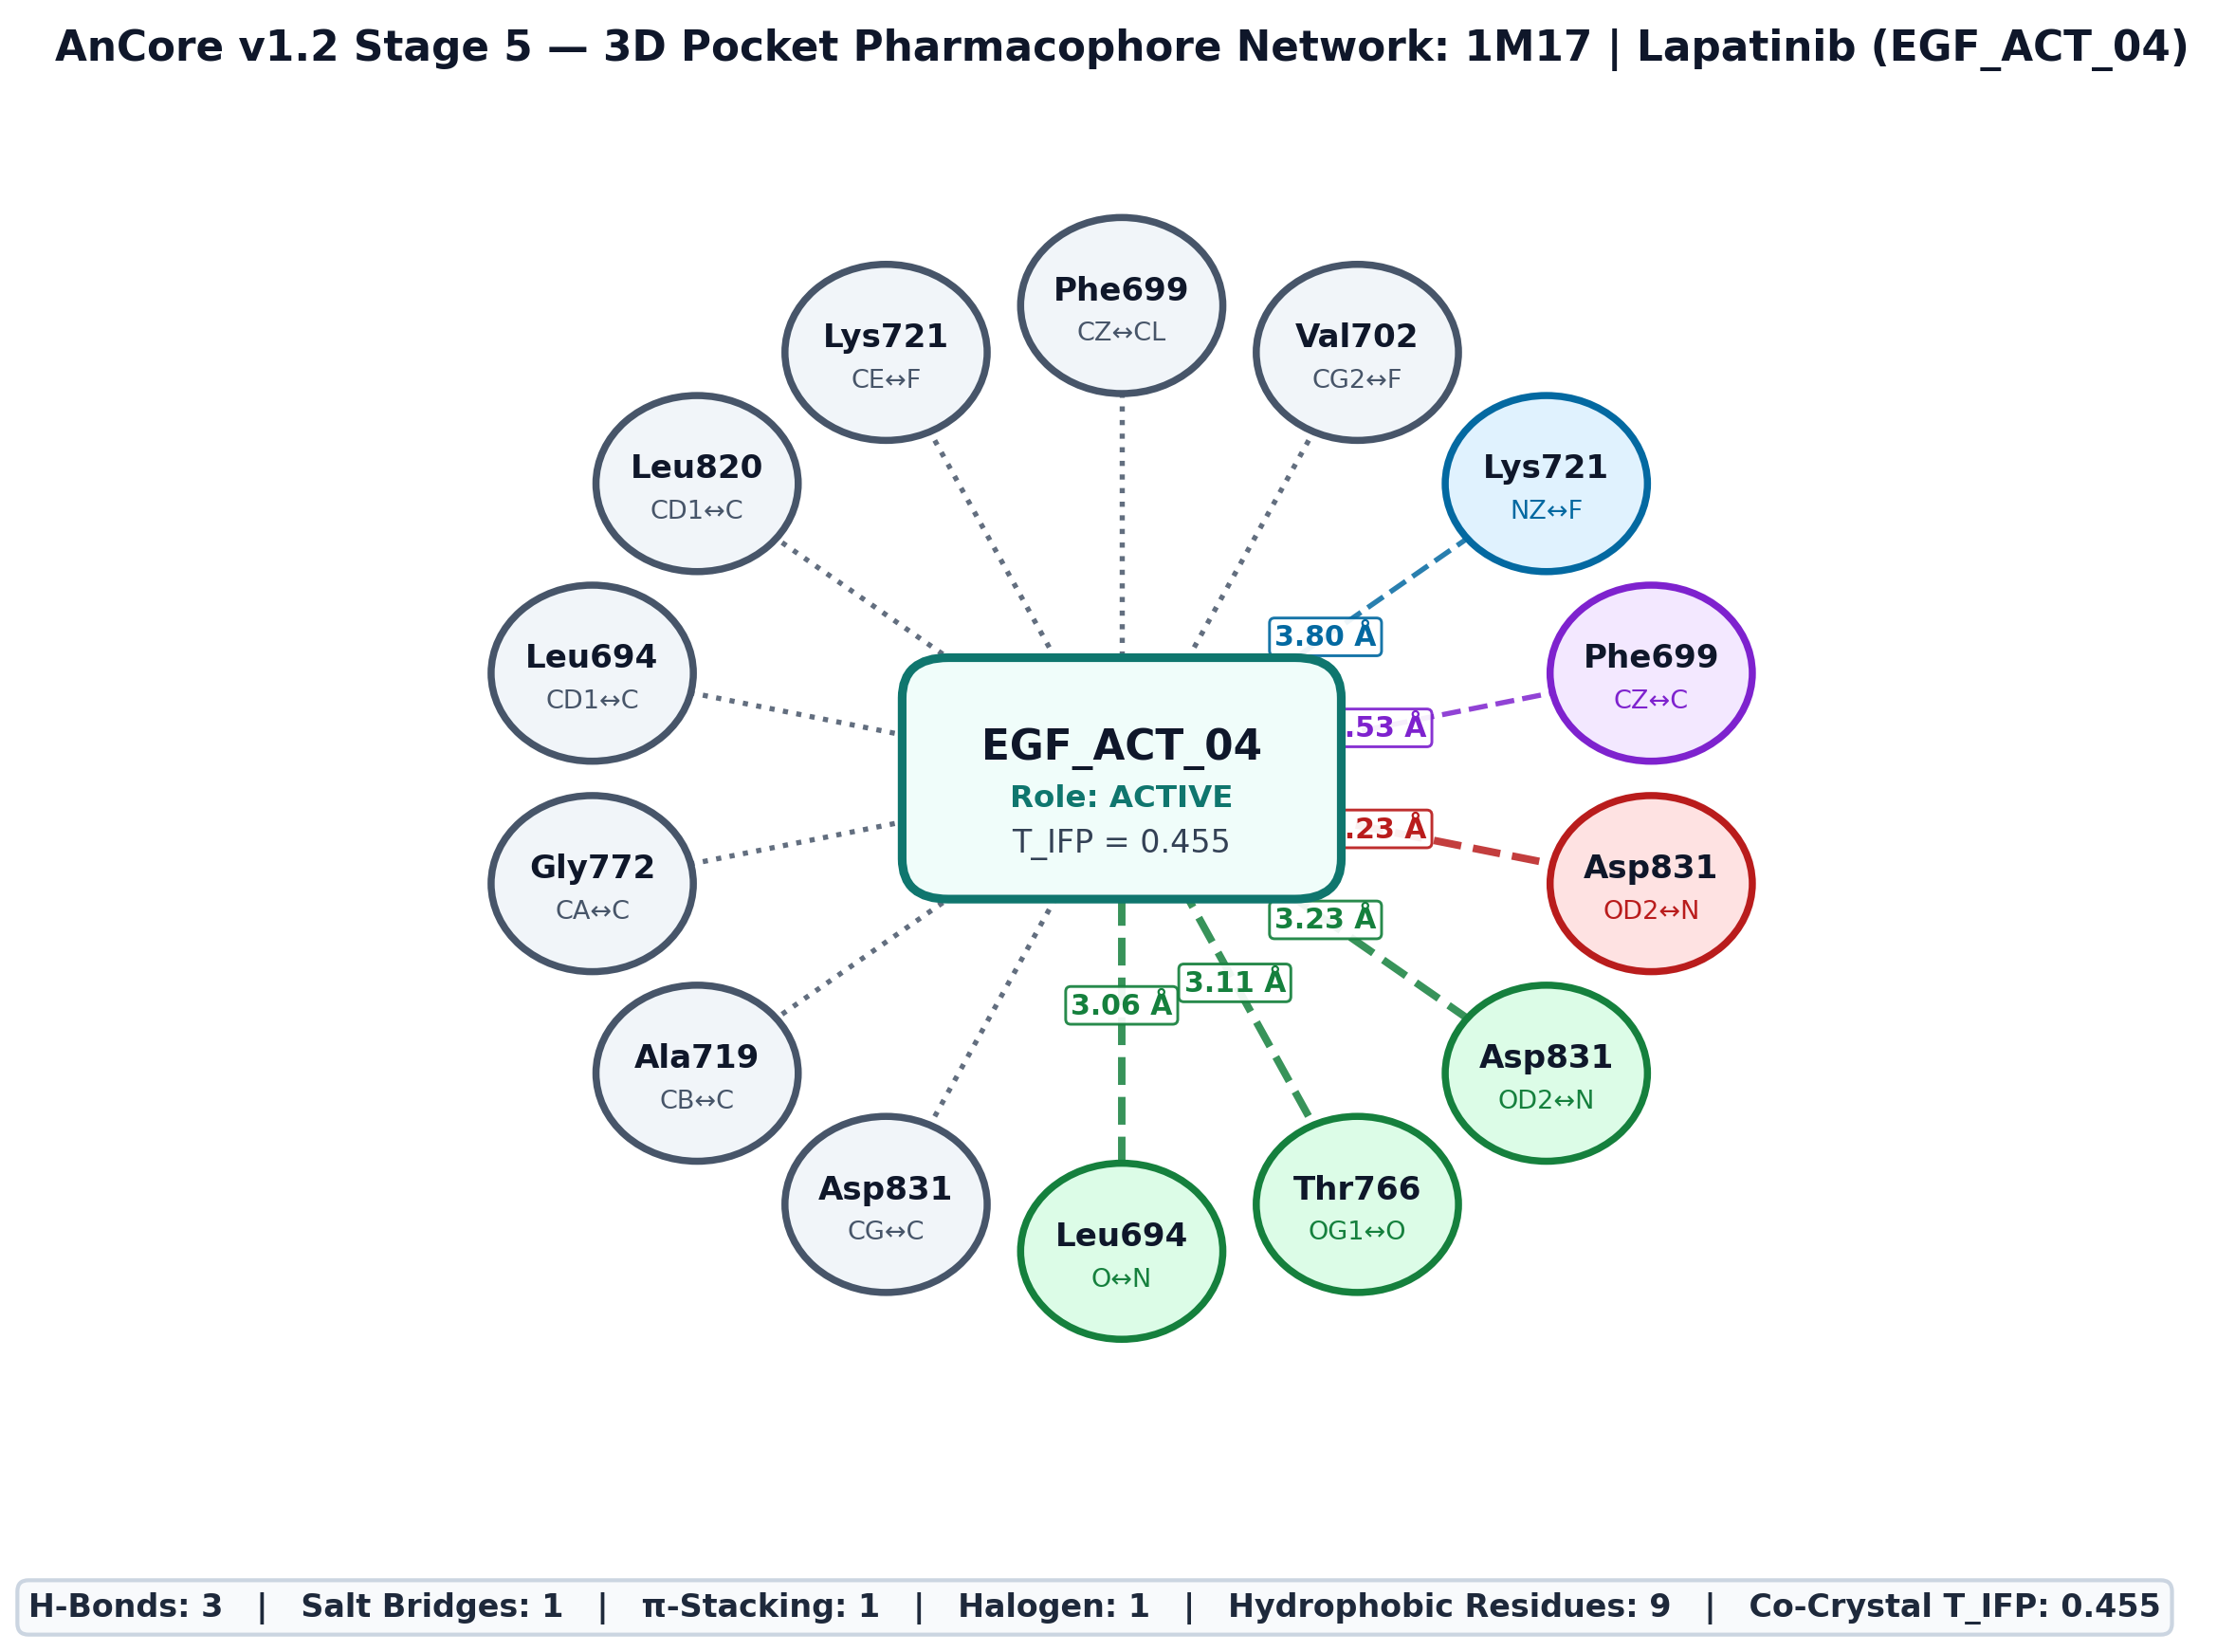 AnCore v1.2 Stage 5 — 3D Pocket Pharmacophore Network: 1M17 | Lapatinib (EGF_ACT_04)
Phe699
CZ↔CL
Lys721
CE↔F
Val702
CG2↔F
Leu820
CD1↔C
Lys721
NZ↔F
3.80 Å
Leu694
CD1↔C
Phe699
CZ↔C
.53 Å
EGF_ACT_04
Role: ACTIVE
T_IFP = 0.455
.23 Å
Gly772
CA↔C
Asp831
OD2↔N
3.23 Å
3.11 Å
3.06 Å
Ala719
CB↔C
Asp831
OD2↔N
Asp831
CG↔C
Thr766
OG1↔O
Leu694
O↔N
H-Bonds: 3 | Salt Bridges: 1 | π-Stacking: 1 | Halogen: 1 | Hydrophobic Residues: 9 | Co-Crystal T_IFP: 0.455